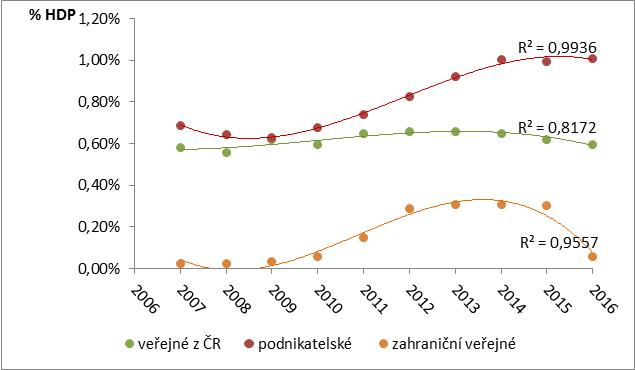 % HDP
1,20%
1,00%
0,80%
0,60%
0,40%
0,20%
0,00%
R² = 0,9936
R² = 0,8172
R² = 0,9557
2006 2007 2008 2009 2010 2011 2012 2013 2014 2015 2016
veřejné z ČR podnikatelské zahraniční veřejné